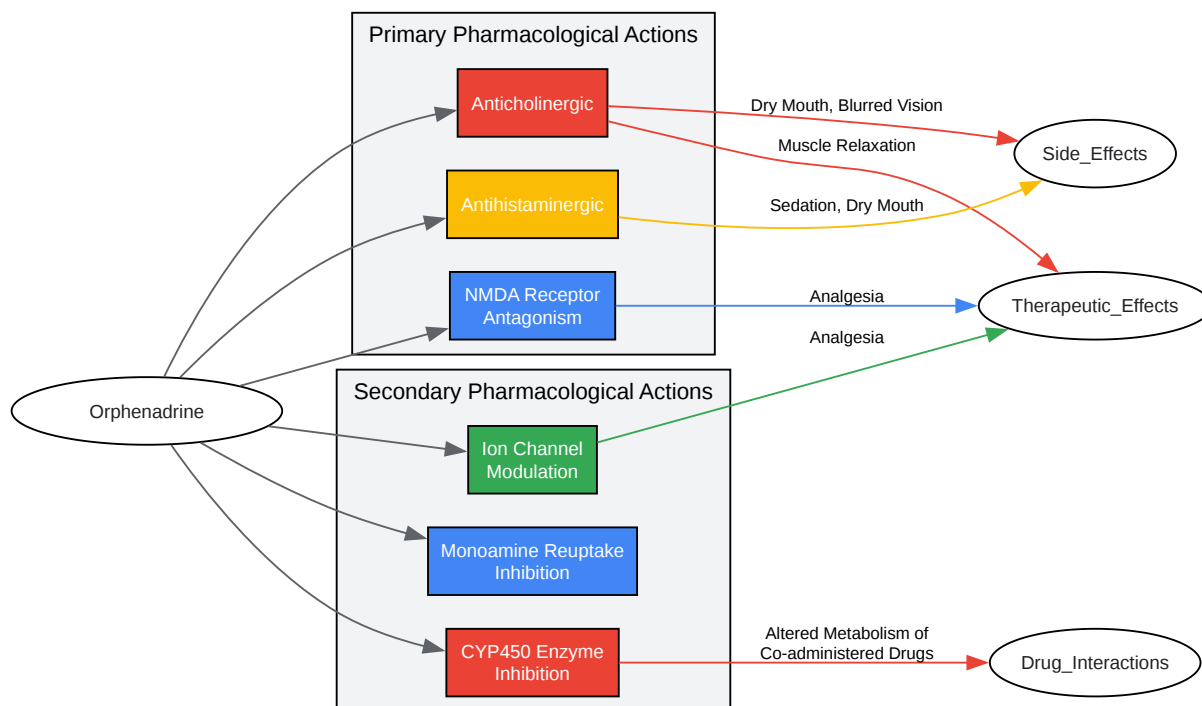 Primary Pharmacological Actions
Anticholinergic
Dry Mouth, Blurred Vision
Muscle Relaxation
Side_Effects
Antihistaminergic
Sedation, Dry Mouth
NMDA Receptor
Antagonism
Analgesia
Therapeutic_Effects
Analgesia
Orphenadrine
Secondary Pharmacological Actions
Ion Channel
Modulation
Monoamine Reuptake
Inhibition
CYP450 Enzyme
Inhibition
Altered Metabolism of
Co-administered Drugs
Drug_Interactions